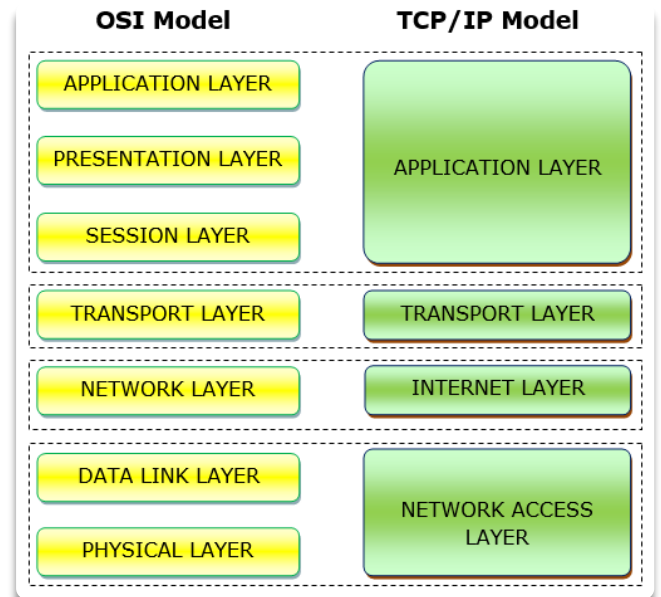 OSI Model
TCP/IP Model
APPLICATION LAYER
PRESENTATION LAYER
SESSION LAYER
APPLICATION LAYER
TRANSPORT LAYER
TRANSPORT LAYER
NETWORK LAYER
INTERNET LAYER
DATA LINK LAYER
PHYSICAL LAYER
NETWORK ACCESS
LAYER